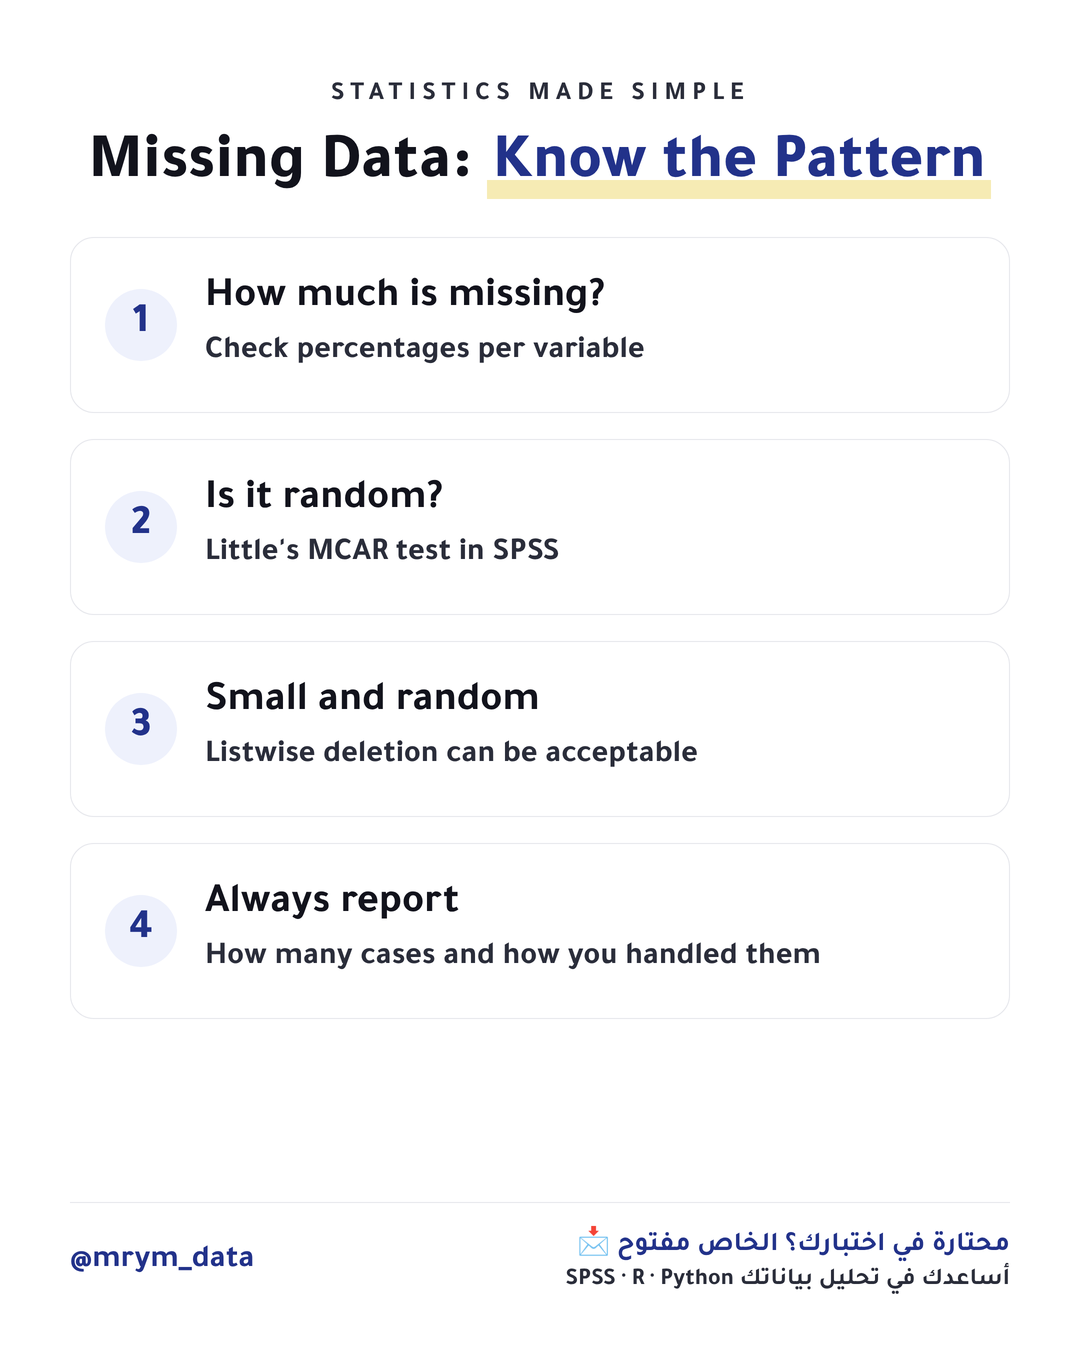 STATISTICS MADE SIMPLE
Missing Data: Know the Pattern
1
How much is missing?
Check percentages per variable
2
Is it random?
Little's MCAR test in SPSS
3
Small and random
Listwise deletion can be acceptable
4
Always report
How many cases and how you handled them
@mrym_data
محتارة في اختبارك؟ الخاص مفتوح 📩
أساعدك في تحليل بياناتك SPSS · R · Python